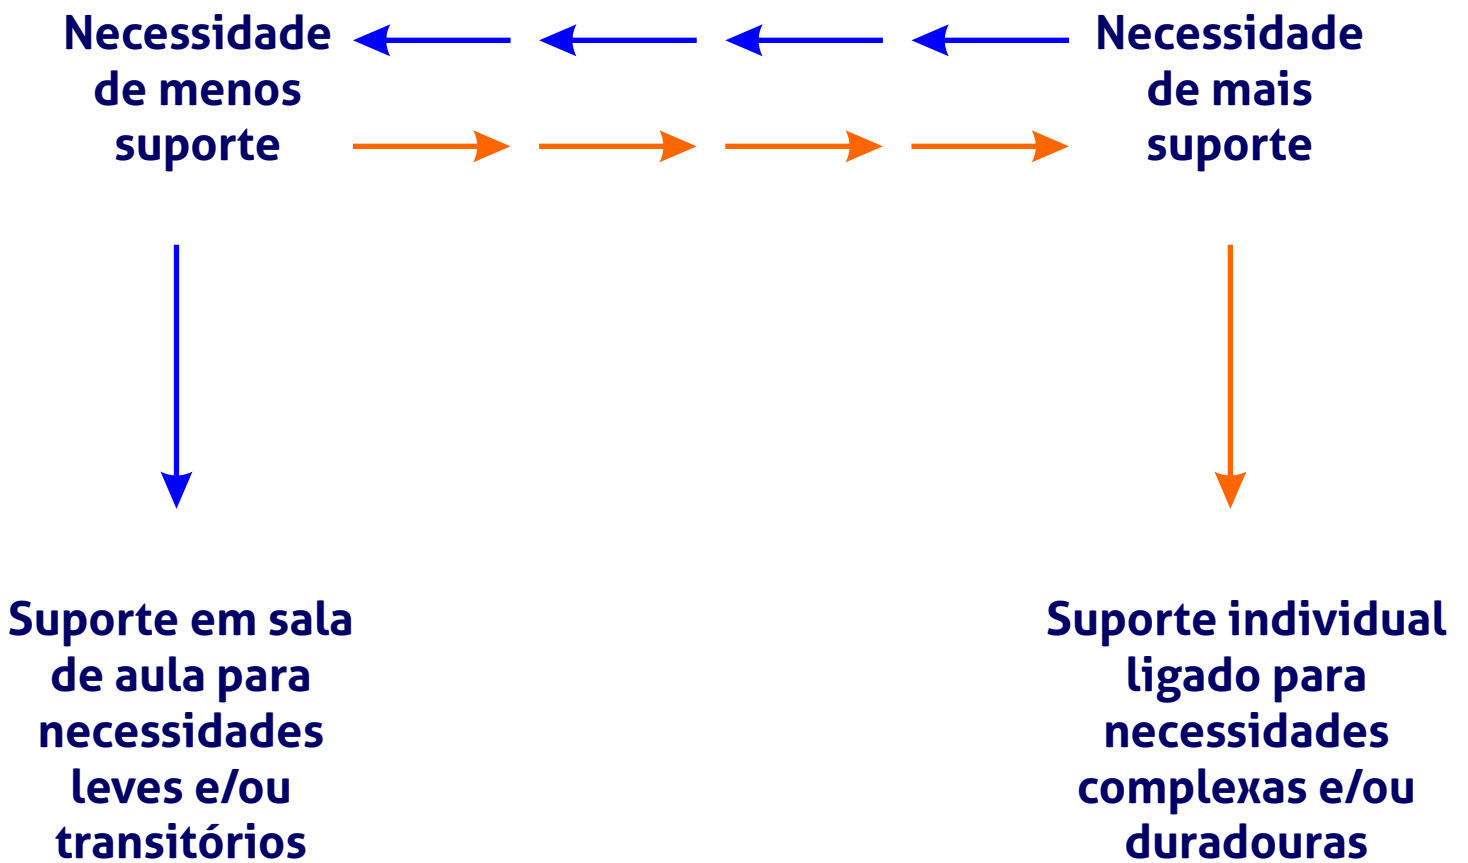 Necessidade
de menos
suporte
Necessidade
de mais
suporte
Suporte em sala
de aula para
necessidades
leves e/ou
transitórios
Suporte individual
ligado para
necessidades
complexas e/ou
duradouras